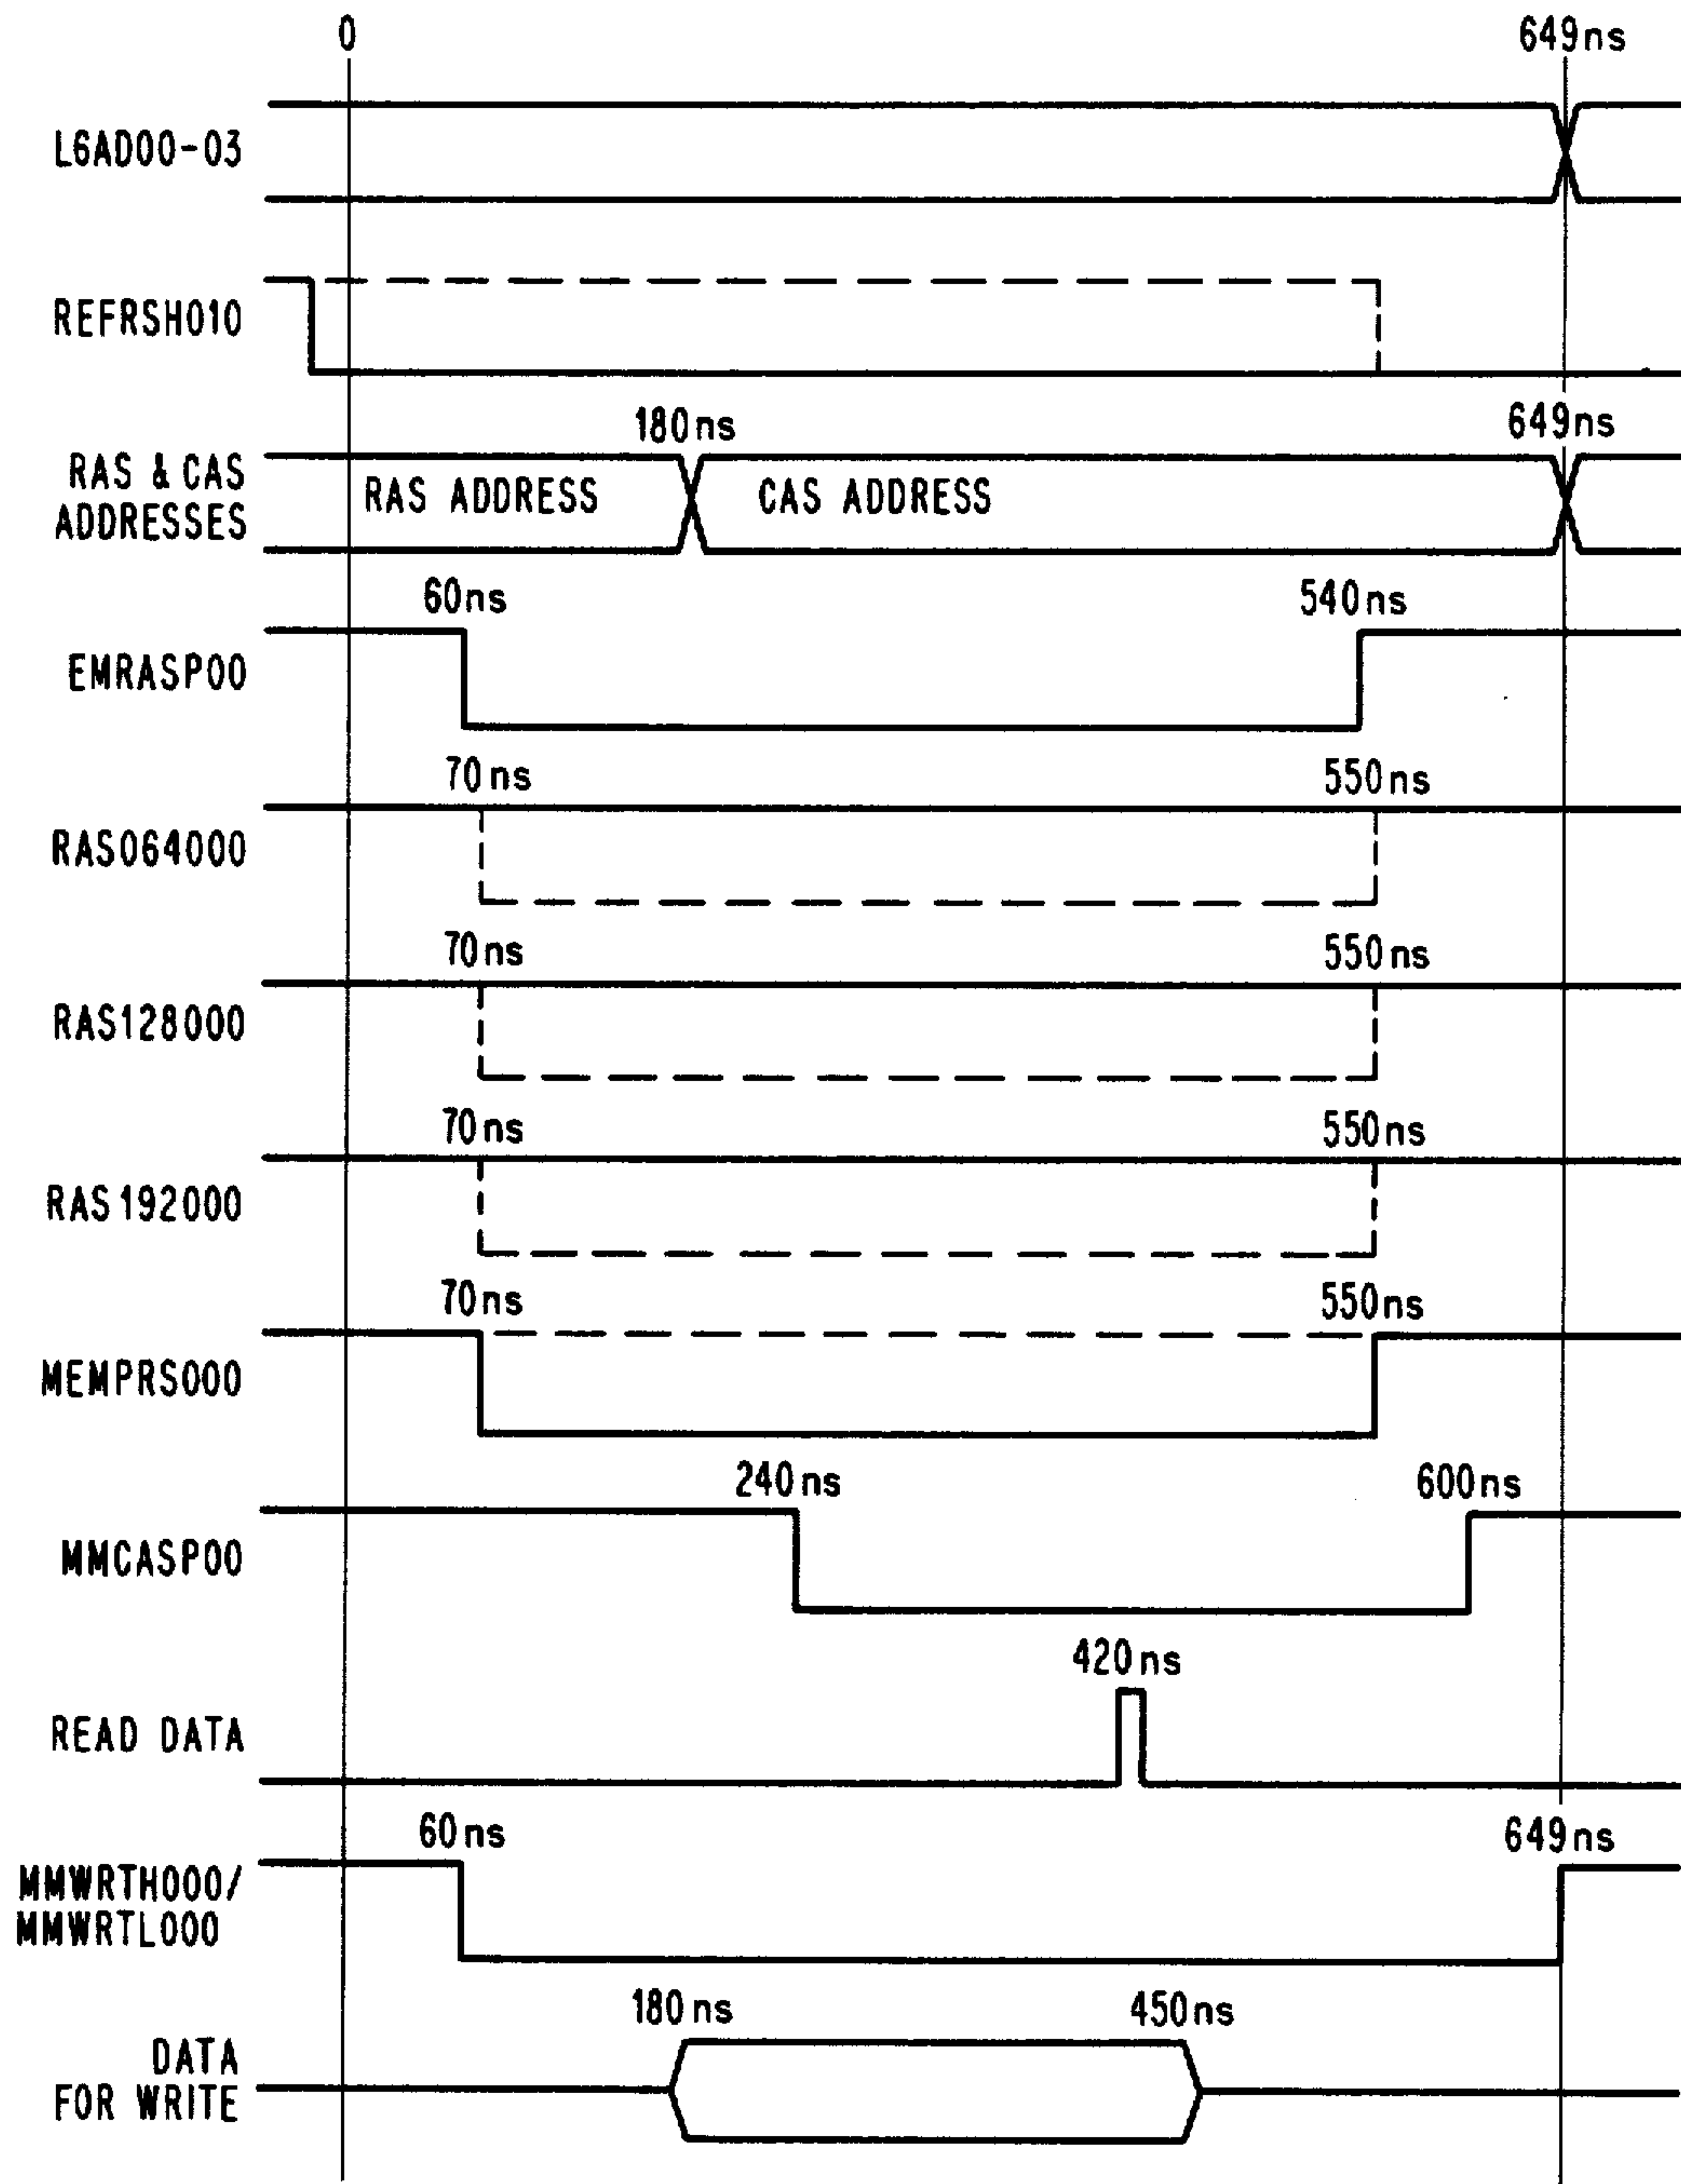 0 649ns
L6AD00-03
REFRSH010
180ns 649ns
RAS & CAS
ADDRESSES
RAS ADDRESS CAS ADDRESS
60ns 540ns
EMRASP00
70ns 550ns
RAS064000
70ns 550ns
RAS128000
70ns 550ns
RAS192000
70ns 550ns
MEMPRS000
240ns 600ns
MMCASP00
420ns
READ DATA
60ns 649ns
MMWRTH000/
MMWRTL000
180ns 450ns
DATA
FOR WRITE